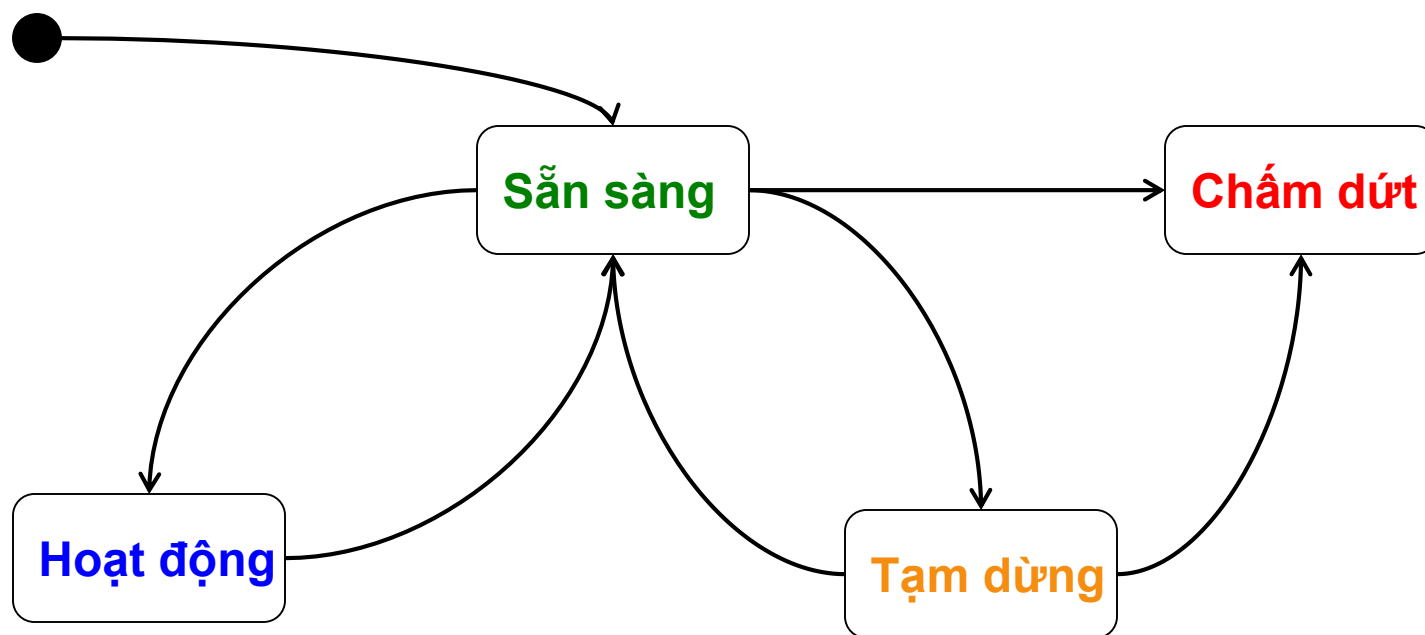 Sẵn sàng
Chấm dứt
Hoạt động
Tạm dừng